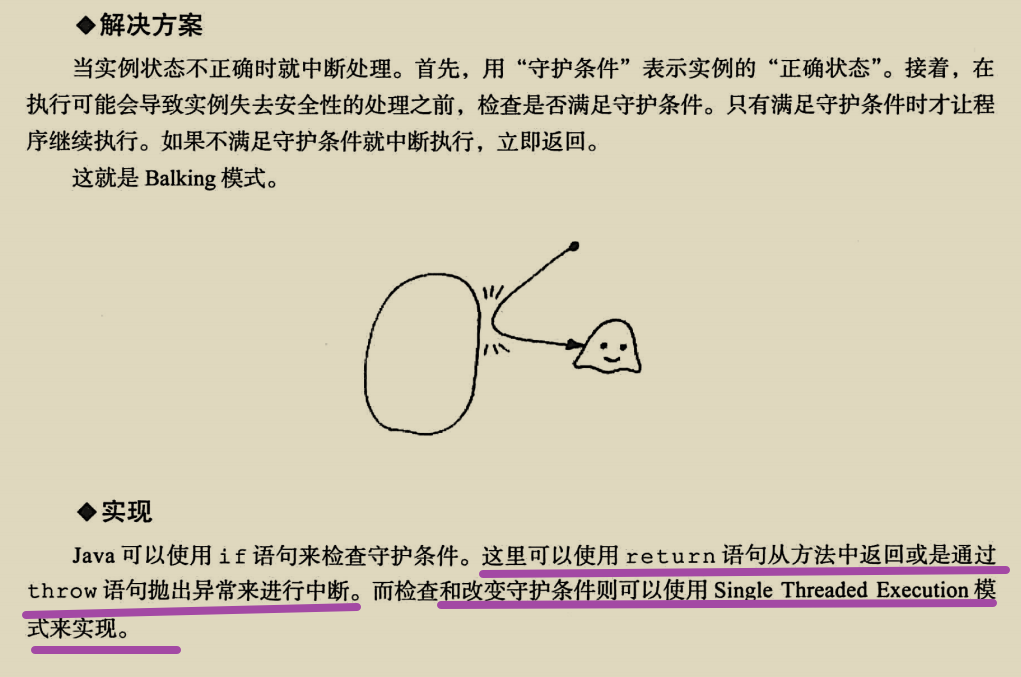 ◆解决方案
当实例状态不正确时就中断处理。首先，用“守护条件”表示实例的“正确状态”。接着，在
执行可能会导致实例失去安全性的处理之前，检查是否满足守护条件。只有满足守护条件时才让程
序继续执行。如果不满足守护条件就中断执行，立即返回。
这就是 Balking 模式。
◆实现
Java 可以使用 if 语句来检查守护条件。这里可以使用 return 语句从方法中返回或是通过
throw 语句抛出异常来进行中断。而检查和改变守护条件则可以使用 Single Threaded Execution 模
式来实现。